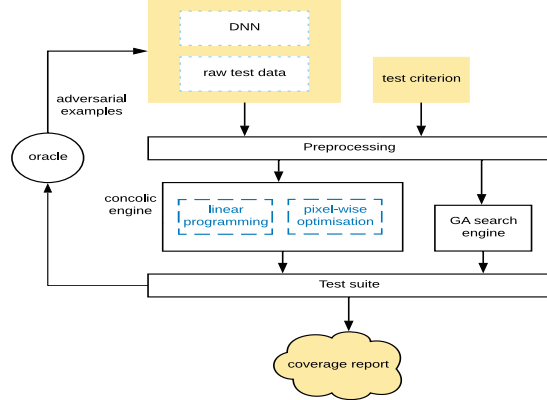 DNN
raw test data
test criterion
adversarial
examples
oracle
Preprocessing
concolic
engine
linear
programming
pixel-wise
optimisation
GA search
engine
Test suite
coverage report